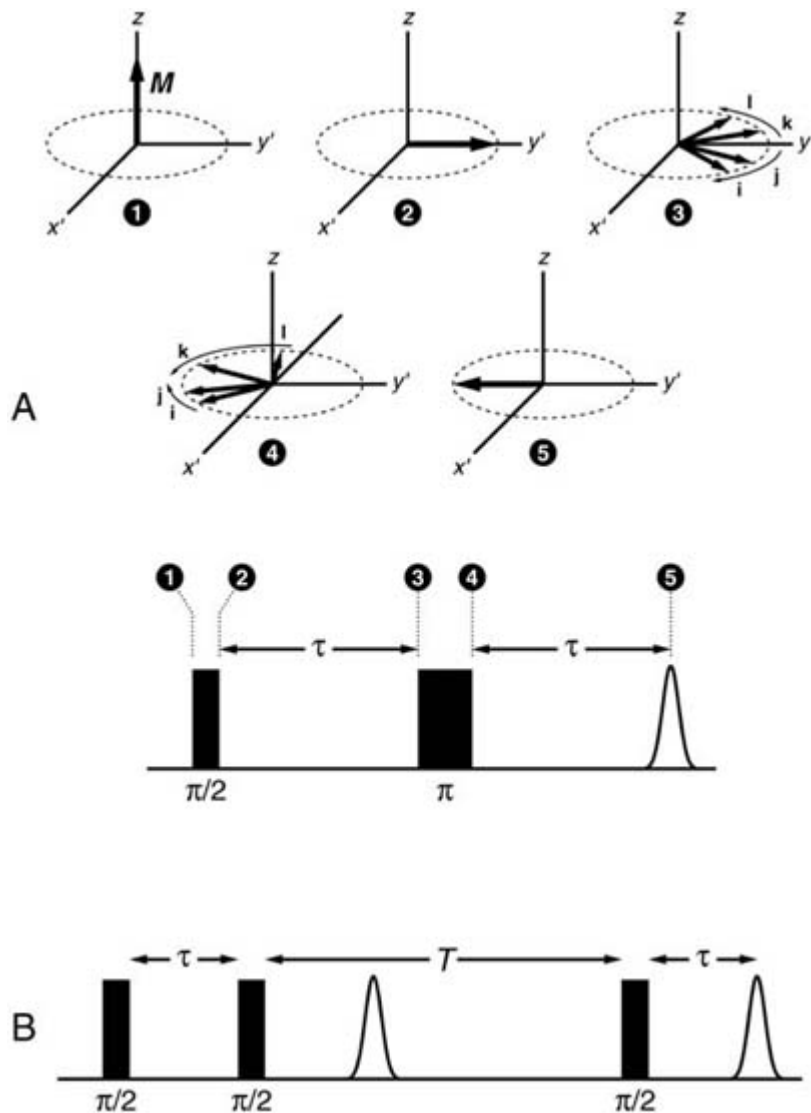 z z z
M
y' y' y
l
k
j
i
x' x' x'
1 2 3
z z
l
k
j
i
y' y'
A
x' x'
4 5
1 2 3 4 5
τ τ
π/2 π
τ T τ
B
π/2 π/2 π/2